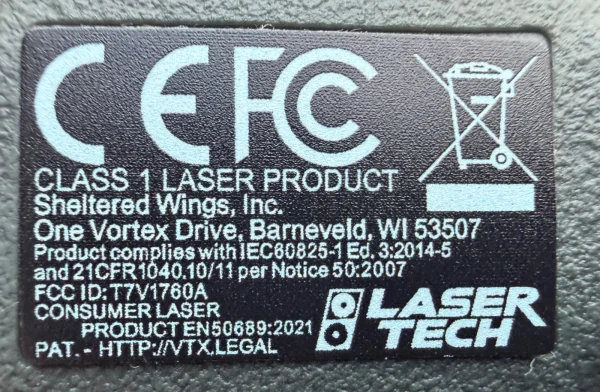 CE FCC
CLASS 1 LASER PRODUCT
Sheltered Wings, Inc.
One Vortex Drive, Barneveld, WI 53507
Product complies with IEC60825-1 Ed. 3:2014-5
and 21CFR1040.10/11 per Notice 50:2007
FCC ID: T7V1760A
CONSUMER LASER
PRODUCT EN50689:2021
PAT. - HTTP://VTX.LEGAL
LASER
TECH